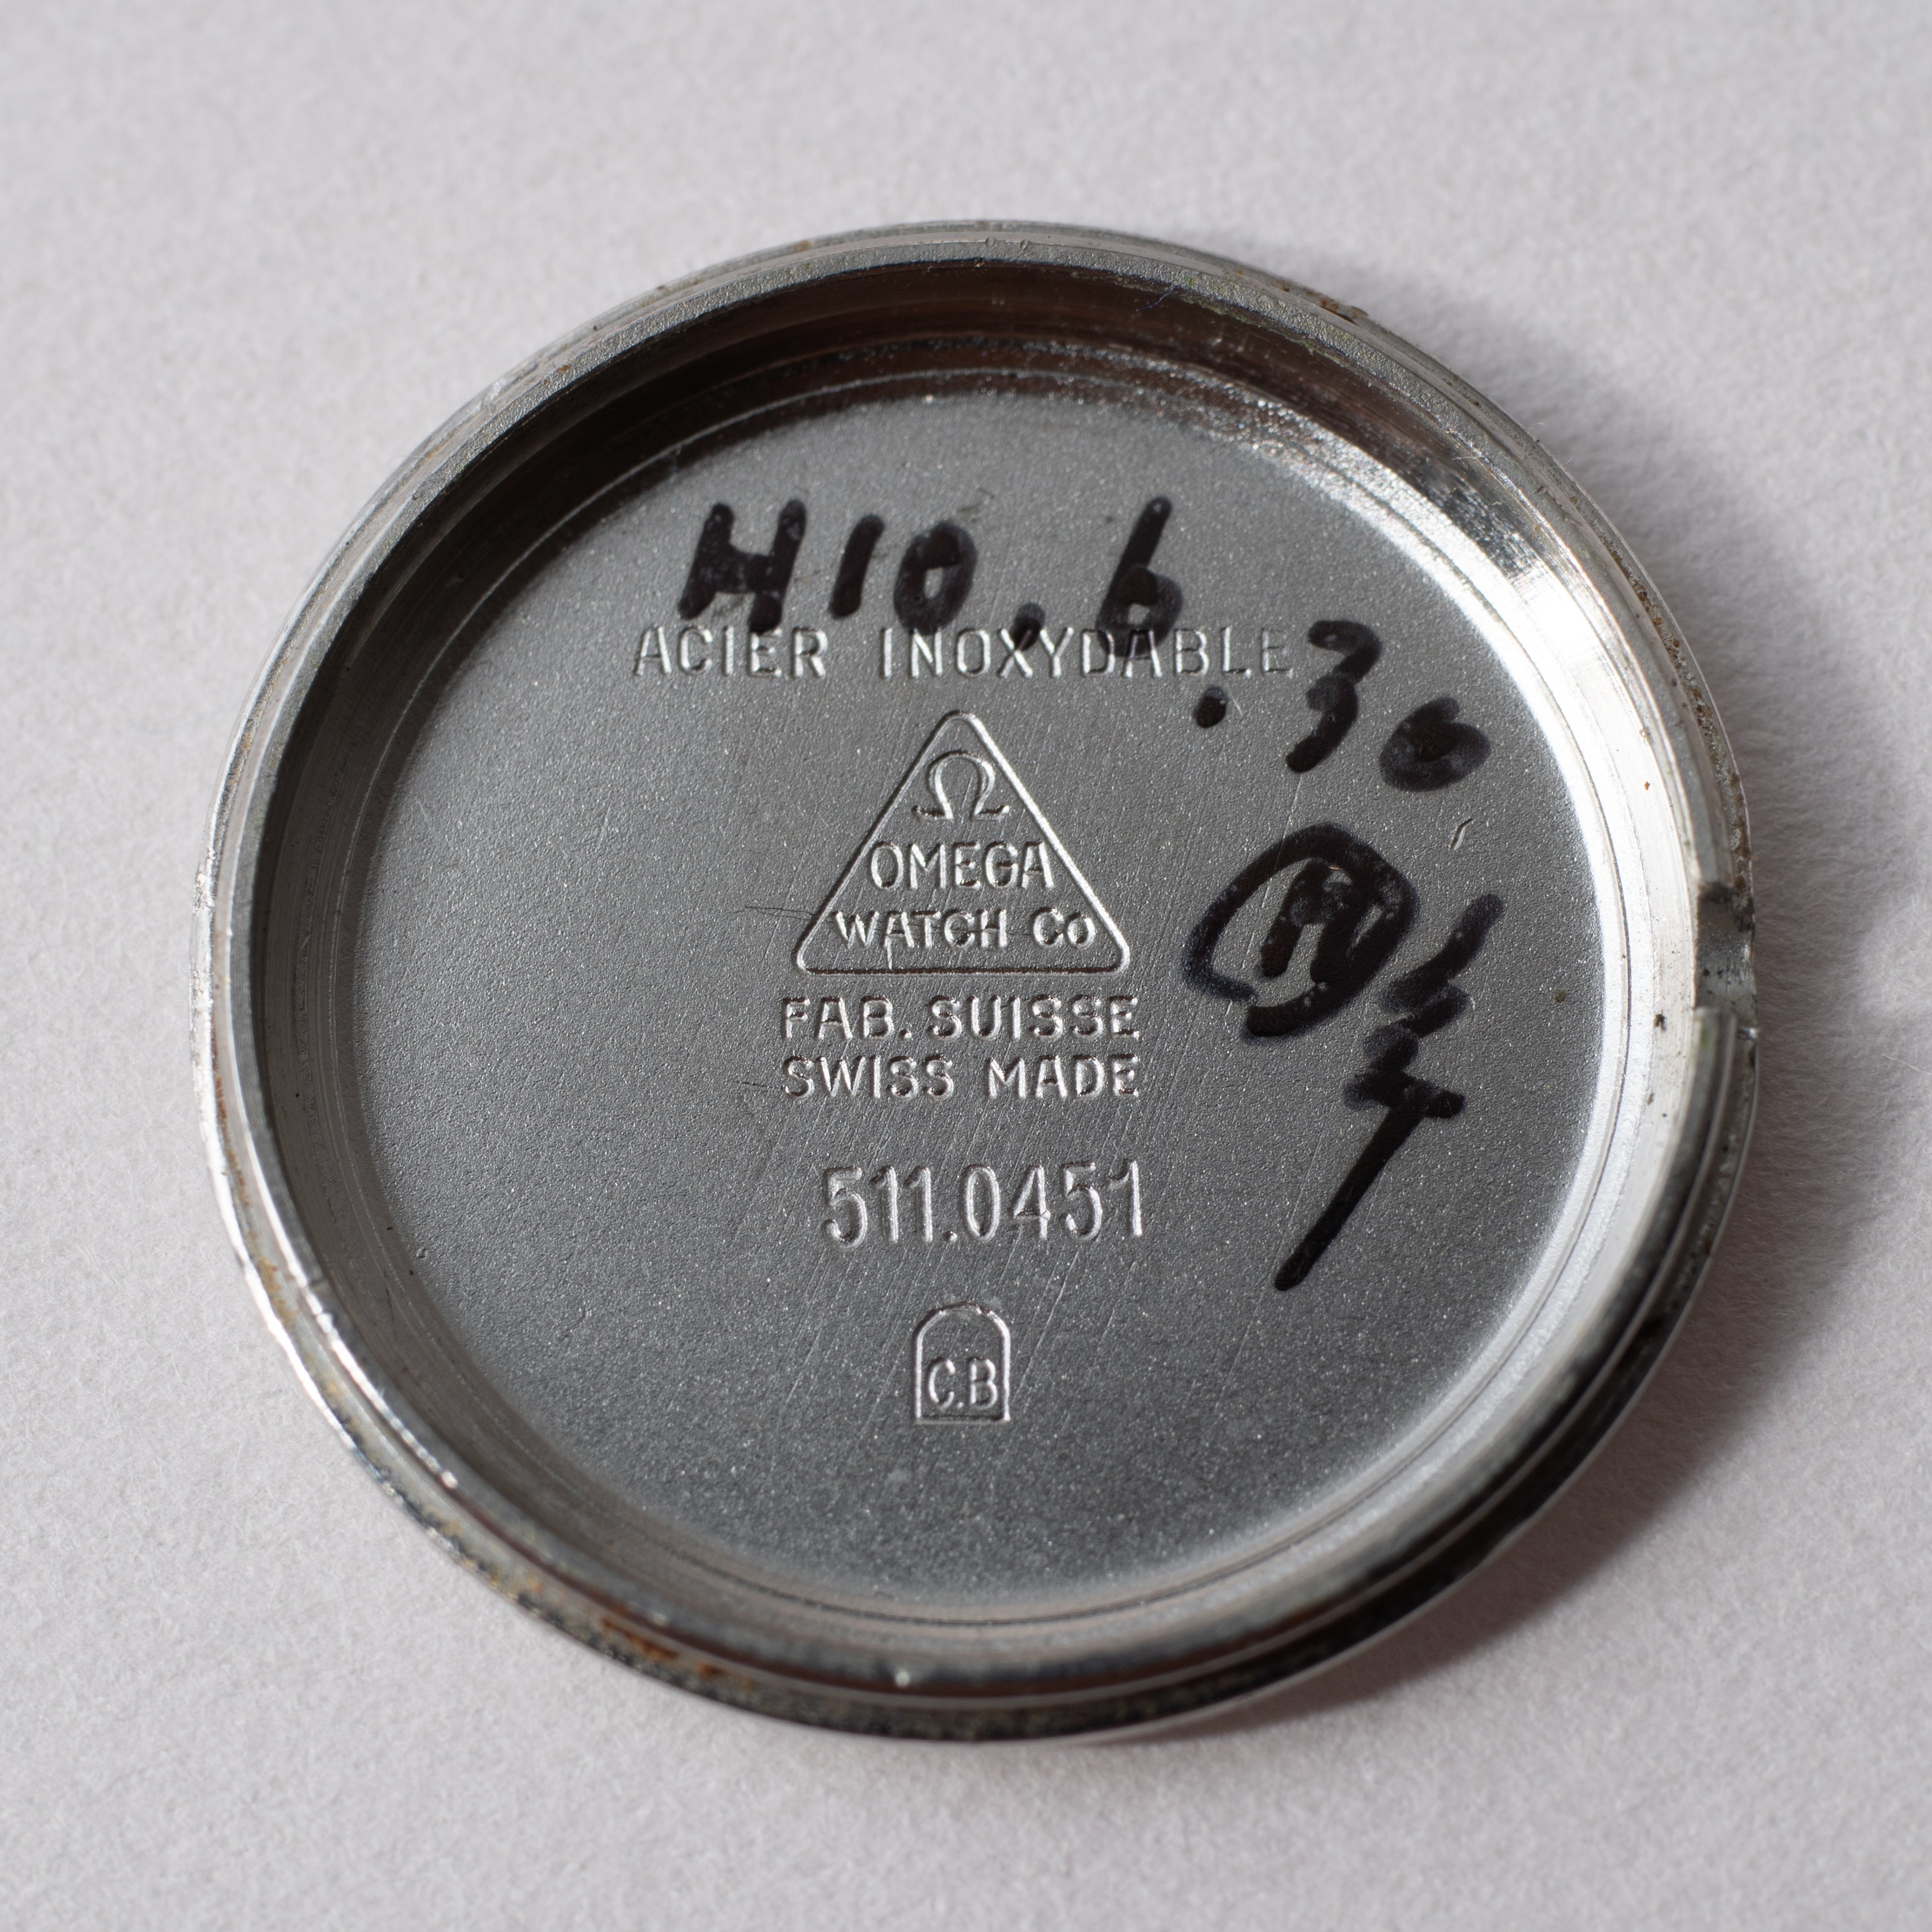 H10.6.30
ACIER INOXYDABLE
Ω
OMEGA
WATCH Co
FAB. SUISSE
SWISS MADE
511.0451
C.B